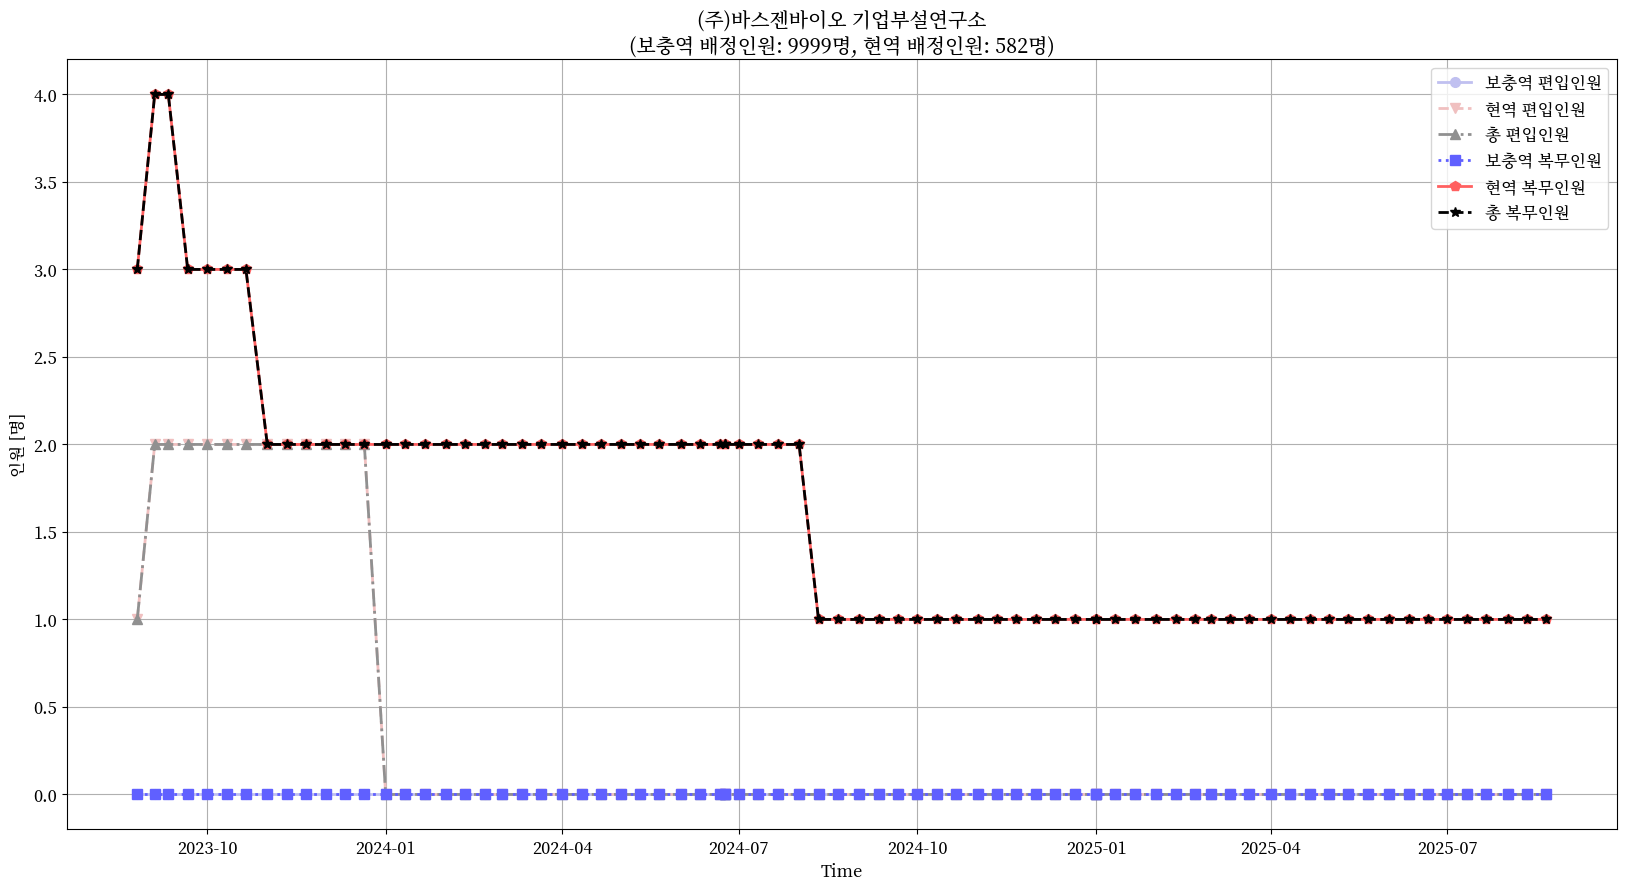 (주)바스젠바이오 기업부설연구소
(보충역 배정인원: 9999명, 현역 배정인원: 582명)
보충역 편입인원
현역 편입인원
총 편입인원
보충역 복무인원
현역 복무인원
총 복무인원
인원 [명]
4.0
3.5
3.0
2.5
2.0
1.5
1.0
0.5
0.0
2023-10
2024-01
2024-04
2024-07
2024-10
2025-01
2025-04
2025-07
Time